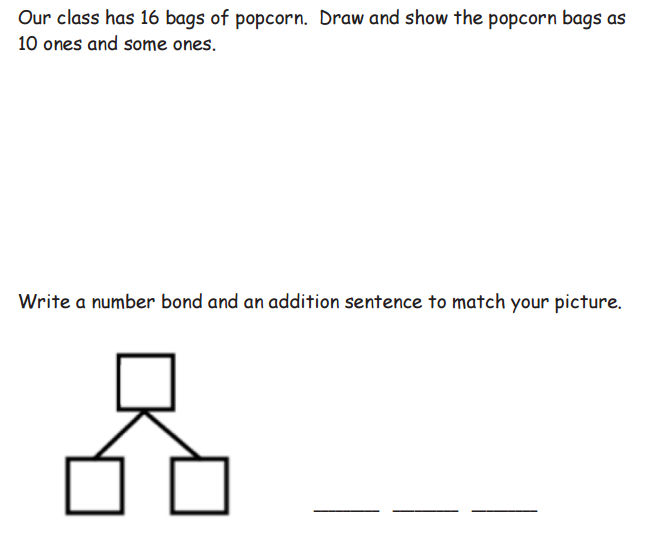 Our class has 16 bags of popcorn. Draw and show the popcorn bags as
10 ones and some ones.
Write a number bond and an addition sentence to match your picture.